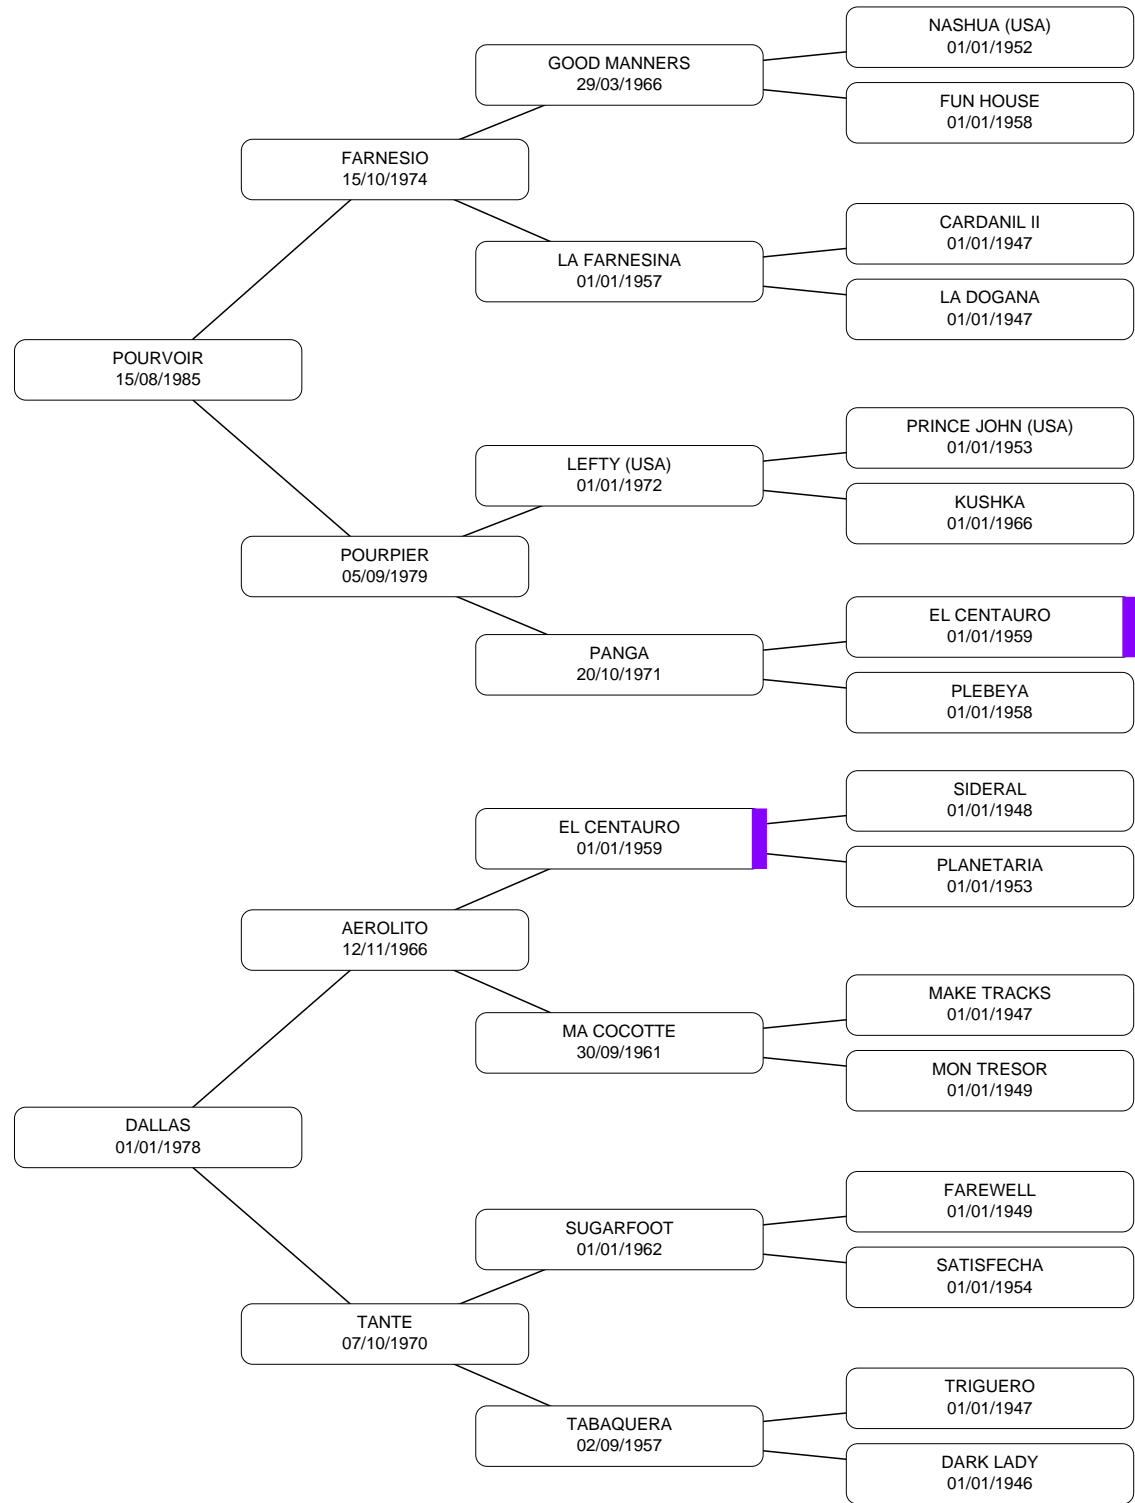 NASHUA (USA)
01/01/1952
GOOD MANNERS
29/03/1966
FUN HOUSE
01/01/1958
FARNESIO
15/10/1974
CARDANIL II
01/01/1947
LA FARNESINA
01/01/1957
LA DOGANA
01/01/1947
POURVOIR
15/08/1985
PRINCE JOHN (USA)
01/01/1953
LEFTY (USA)
01/01/1972
KUSHKA
01/01/1966
POURPIER
05/09/1979
EL CENTAURO
01/01/1959
PANGA
20/10/1971
PLEBEYA
01/01/1958
SIDERAL
01/01/1948
EL CENTAURO
01/01/1959
PLANETARIA
01/01/1953
AEROLITO
12/11/1966
MAKE TRACKS
01/01/1947
MA COCOTTE
30/09/1961
MON TRESOR
01/01/1949
DALLAS
01/01/1978
FAREWELL
01/01/1949
SUGARFOOT
01/01/1962
SATISFECHA
01/01/1954
TANTE
07/10/1970
TRIGUERO
01/01/1947
TABAQUERA
02/09/1957
DARK LADY
01/01/1946